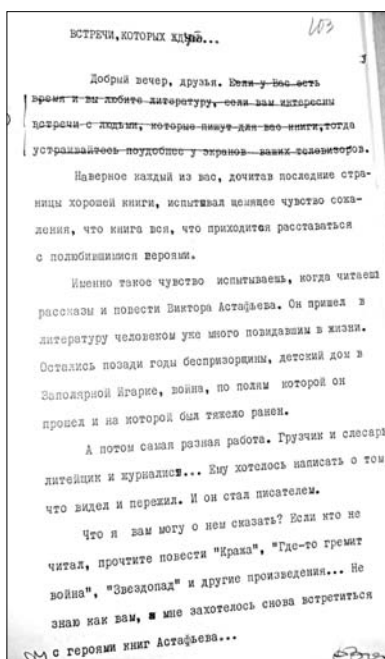 103
ВСТРЕЧИ, КОТОРЫХ ЖДУТ...
Добрый вечер, друзья. Если у Вас есть
время и вы любите литературу, если вам интересны
встречи с людьми, которые пишут для вас книги, тогда
устраивайтесь поудобнее у экранов ваших телевизоров.
Наверное каждый из вас, дочитав последние стра-
ницы хорошей книги, испытывал щемящее чувство сожа-
ления, что книга вся, что приходится расставаться
с полюбившимися героями.
Именно такое чувство испытываешь, когда читаешь
рассказы и повести Виктора Астафьева. Он пришел в
литературу человеком уже много повидавшим в жизни.
Остались позади годы беспризорщины, детский дом в
Заполярной Игарке, война, по полям которой он
прошел и на которой был тяжело ранен.
А потом самая разная работа. Грузчик и слесарь
литейщик и журналист... Ему хотелось написать о том
что видел и пережил. И он стал писателем.
Что я вам могу о нем сказать? Если кто не
читал, прочтите повести "Кража", "Где-то гремит
война", "Звездопад" и другие произведения... Не
знаю как вам, а мне захотелось снова встретиться
с героями книг Астафьева...